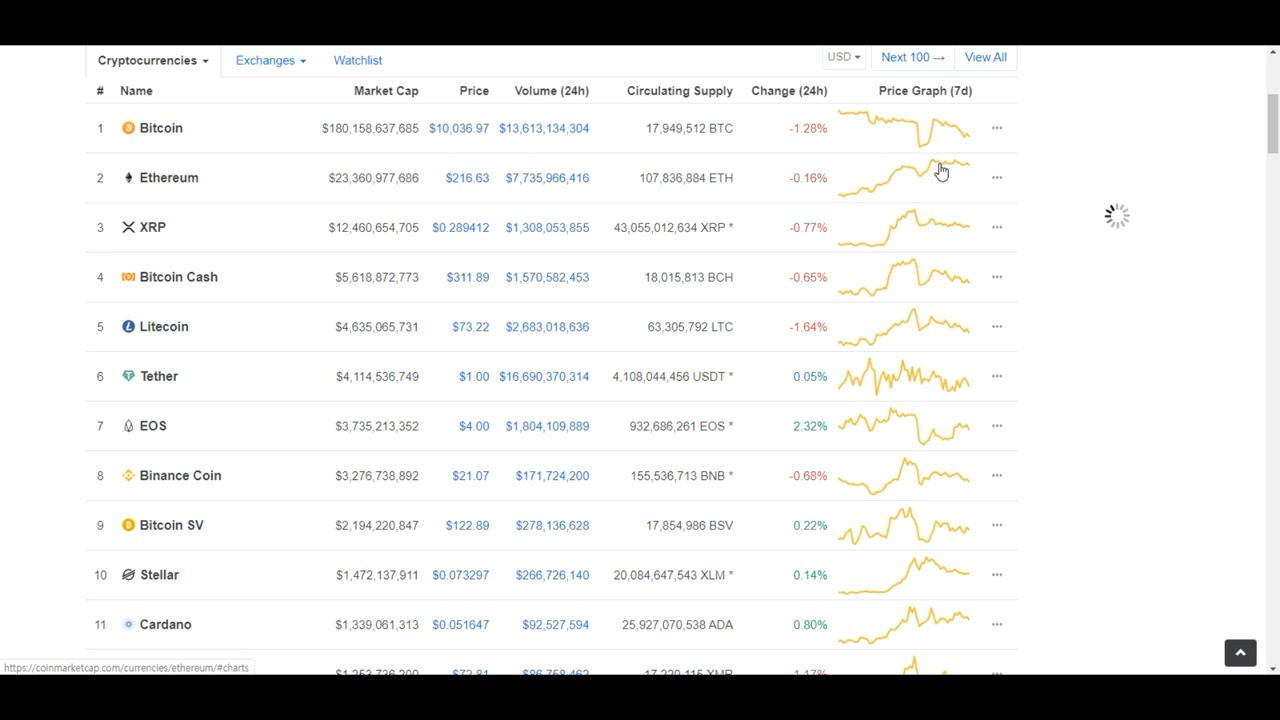 Cryptocurrencies Exchanges Watchlist USD Next 100 → View All
# Name Market Cap Price Volume (24h) Circulating Supply Change (24h) Price Graph (7d)
1 Bitcoin $180,158,637,685 $10,036.97 $13,613,134,304 17,949,512 BTC -1.28%
2 Ethereum $23,360,977,686 $216.63 $7,735,966,416 107,836,884 ETH -0.16%
3 XRP $12,460,654,705 $0.289412 $1,308,053,855 43,055,012,634 XRP * -0.77%
4 Bitcoin Cash $5,618,872,773 $311.89 $1,570,582,453 18,015,813 BCH -0.65%
5 Litecoin $4,635,065,731 $73.22 $2,683,018,636 63,305,792 LTC -1.64%
6 Tether $4,114,536,749 $1.00 $16,690,370,314 4,108,044,456 USDT * 0.05%
7 EOS $3,735,213,352 $4.00 $1,804,109,889 932,686,261 EOS * 2.32%
8 Binance Coin $3,276,738,892 $21.07 $171,724,200 155,536,713 BNB * -0.68%
9 Bitcoin SV $2,194,220,847 $122.89 $278,136,628 17,854,986 BSV 0.22%
10 Stellar $1,472,137,911 $0.073297 $266,726,140 20,084,647,543 XLM * 0.14%
11 Cardano $1,339,061,313 $0.051647 $92,527,594 25,927,070,538 ADA 0.80%
https://coinmarketcap.com/currencies/ethereum/#charts